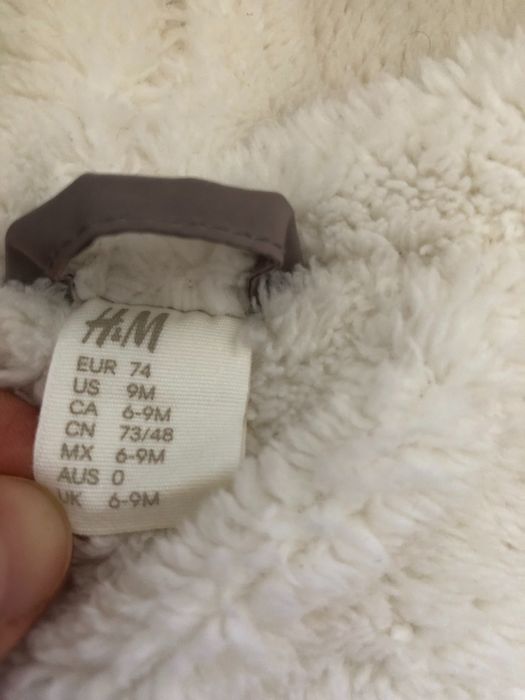 H&M
EUR 74
US 9M
CA 6-9M
CN 73/48
MX 6-9M
AUS 0
UK 6-9M